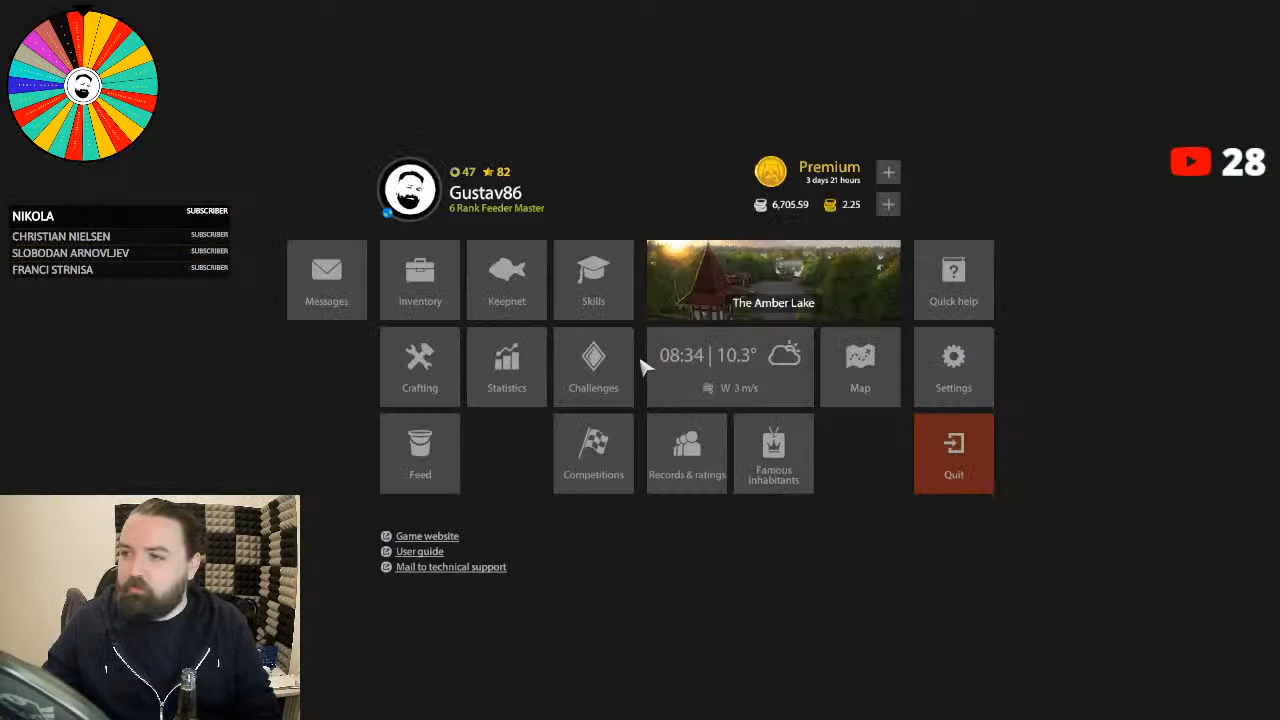 47 82
Gustav86
6 Rank Feeder Master
Premium
3 days 21 hours
6,705.59 2.25
28
NIKOLA SUBSCRIBER
CHRISTIAN NIELSEN SUBSCRIBER
SLOBODAN ARNOVLJEV SUBSCRIBER
FRANCI STRNISA SUBSCRIBER
Messages
Inventory
Keepnet
Skills
The Amber Lake
Quick help
Crafting
Statistics
Challenges
08:34 | 10.3°
W 3 m/s
Map
Settings
Feed
Competitions
Records & ratings
Famous
inhabitants
Quit
Game website
User guide
Mail to technical support